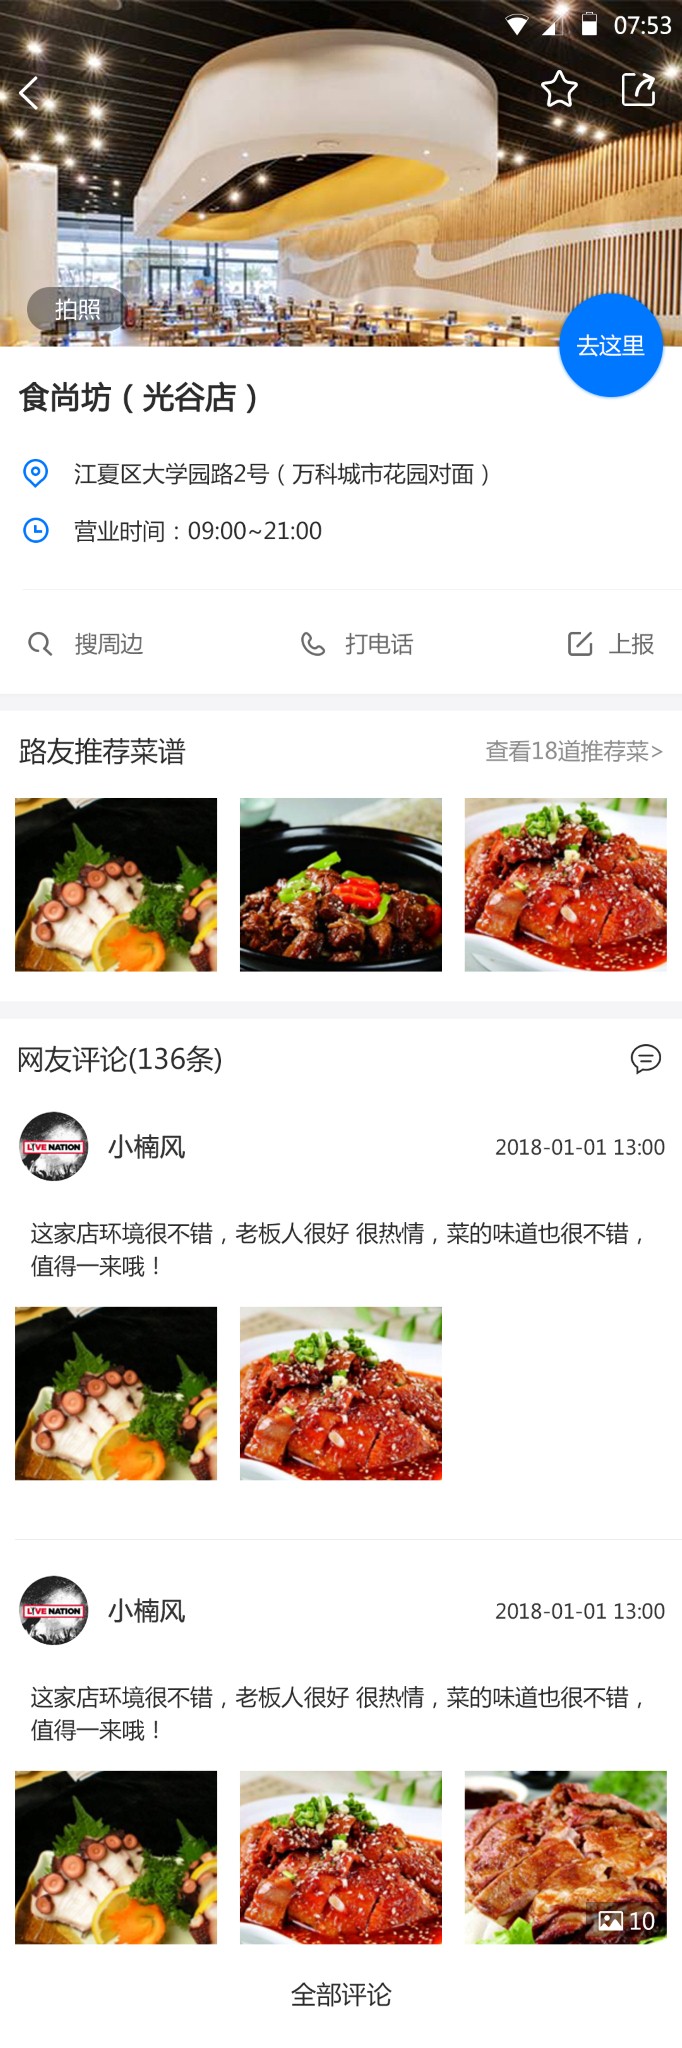 07:53
拍照
去这里
食尚坊（光谷店）
江夏区大学园路2号（万科城市花园对面）
营业时间：09:00~21:00
搜周边
打电话
上报
路友推荐菜谱
查看18道推荐菜>
网友评论(136条)
LIVE NATION
小楠风
2018-01-01 13:00
这家店环境很不错，老板人很好 很热情，菜的味道也很不错，
值得一来哦！
LIVE NATION
小楠风
2018-01-01 13:00
这家店环境很不错，老板人很好 很热情，菜的味道也很不错，
值得一来哦！
10
全部评论